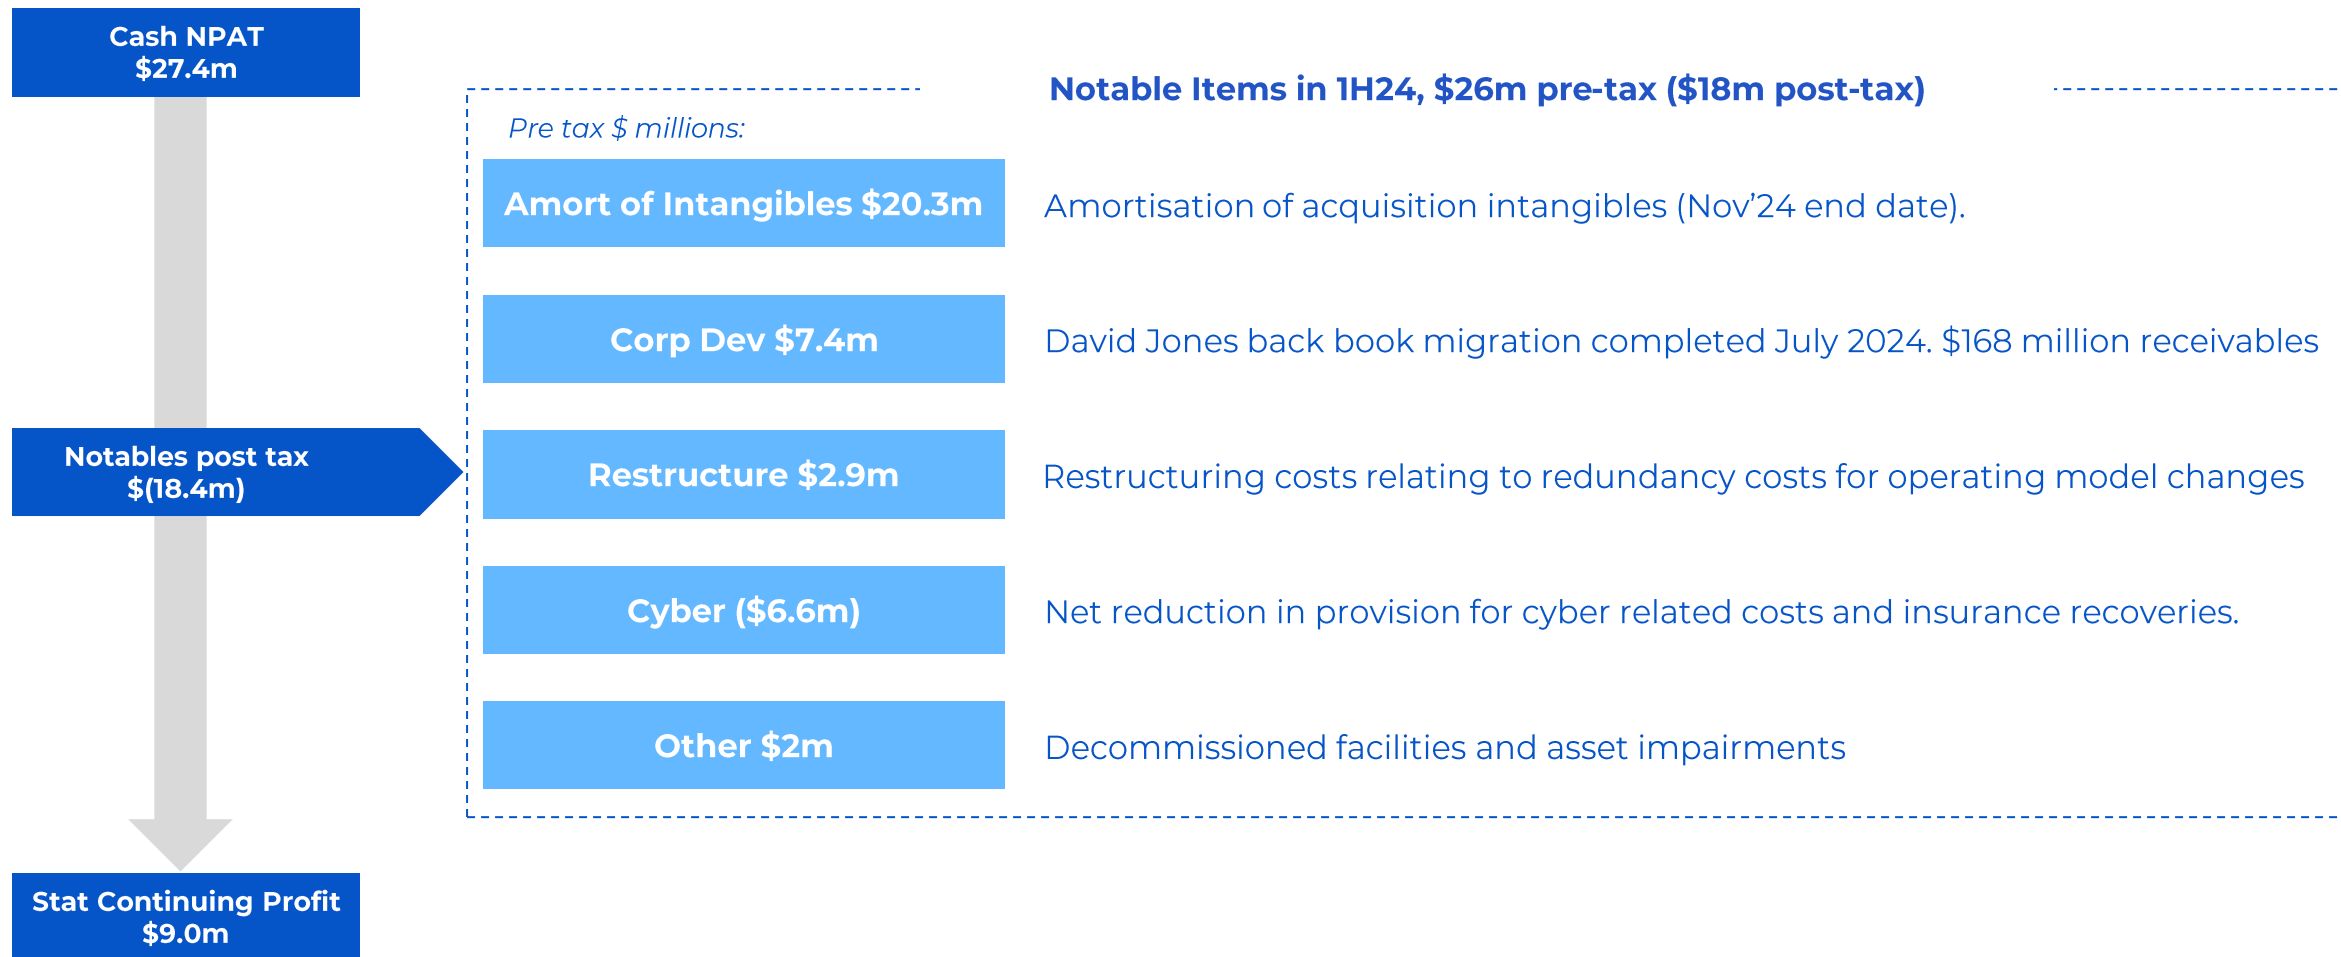 Cash NPAT
$27.4m
Notable Items in 1H24, $26m pre-tax ($18m post-tax)
Pre tax $ millions:
Amort of Intangibles $20.3m
Amortisation of acquisition intangibles (Nov’24 end date).
Corp Dev $7.4m
David Jones back book migration completed July 2024. $168 million receivables
Notables post tax
$(18.4m)
Restructure $2.9m
Restructuring costs relating to redundancy costs for operating model changes
Cyber ($6.6m)
Net reduction in provision for cyber related costs and insurance recoveries.
Other $2m
Decommissioned facilities and asset impairments
Stat Continuing Profit
$9.0m